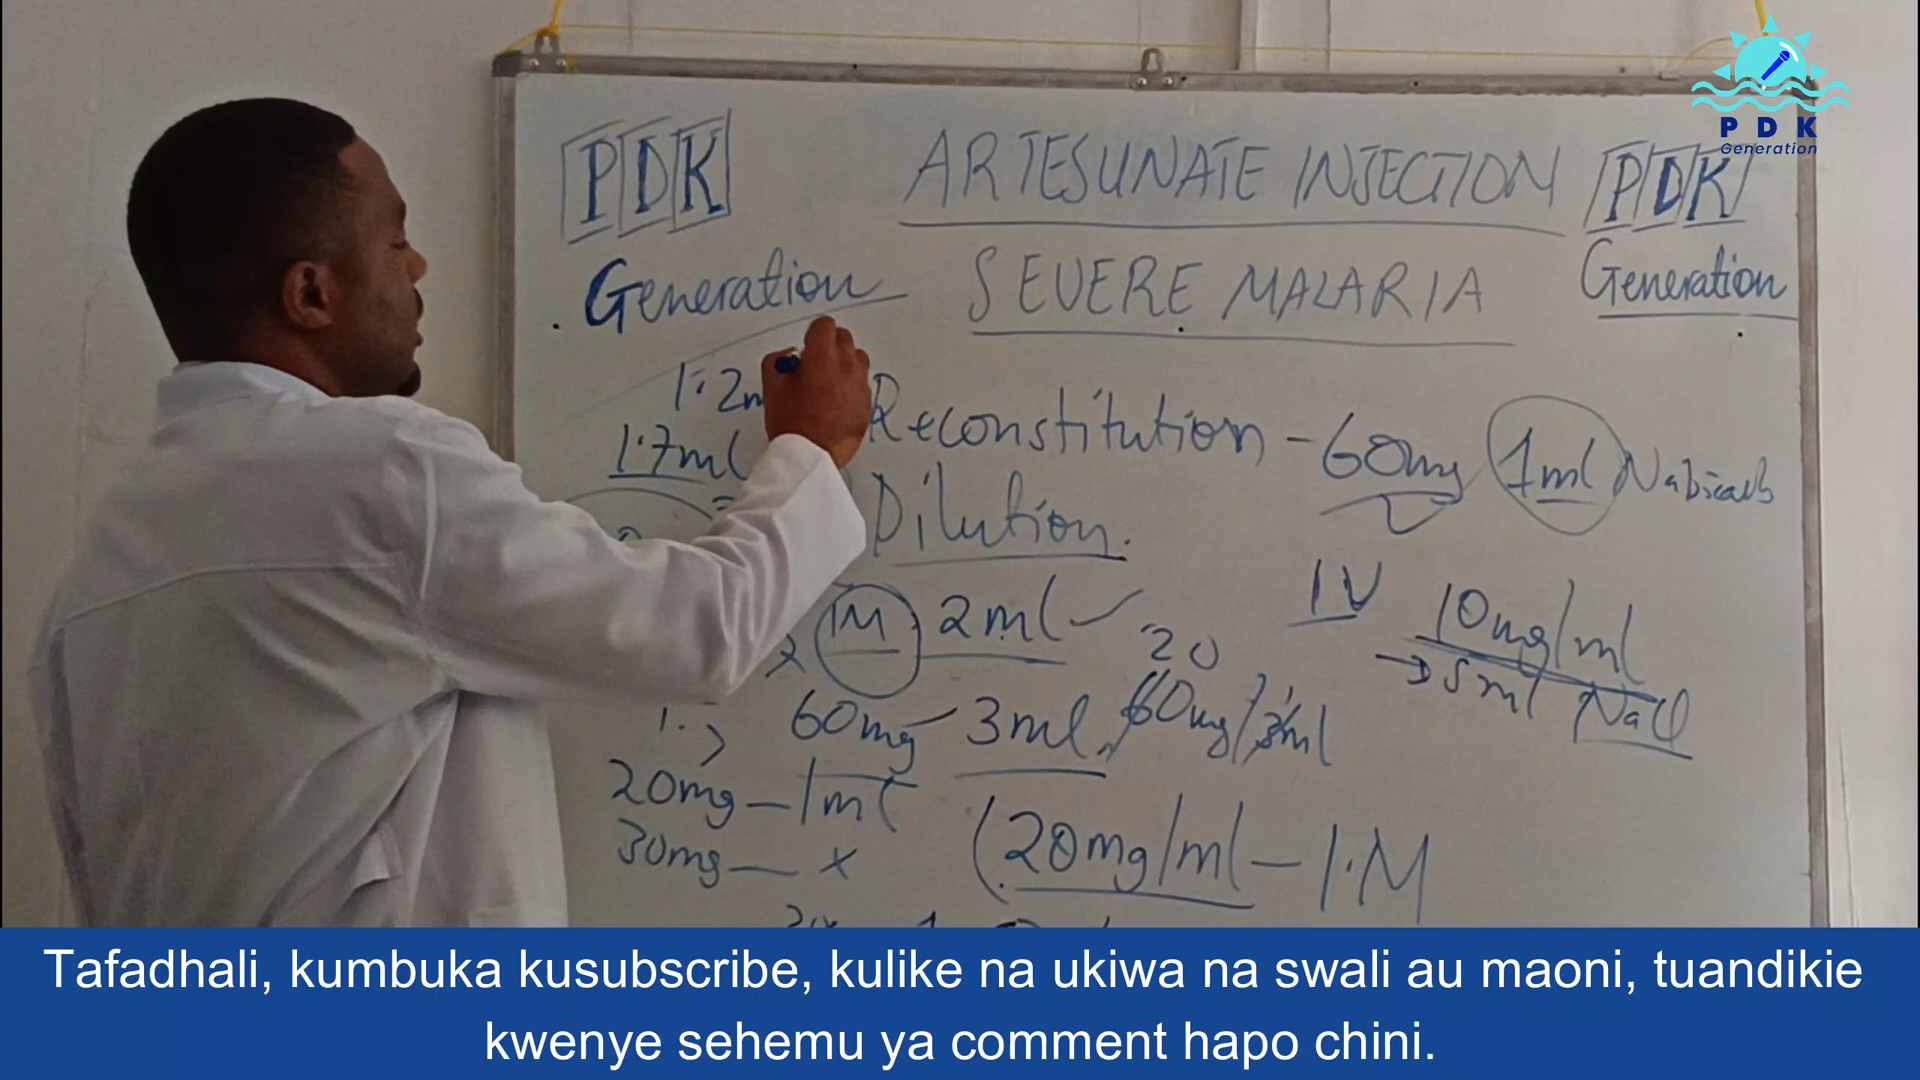 PDK
Generation
PDK
Generation
ARTESUNATE INJECTION
SEVERE MALARIA
PDK
Generation
1.2m
1.7ml
Reconstitution - 60mg 1ml Nabicarb
Dilution.
IM 2ml
IV 10mg/ml
→ 5ml NaCl
60mg - 3ml, 60mg/3ml
20
20mg - 1ml
30mg - x
(20mg/ml - I.M
Tafadhali, kumbuka kusubscribe, kulike na ukiwa na swali au maoni, tuandikie
kwenye sehemu ya comment hapo chini.